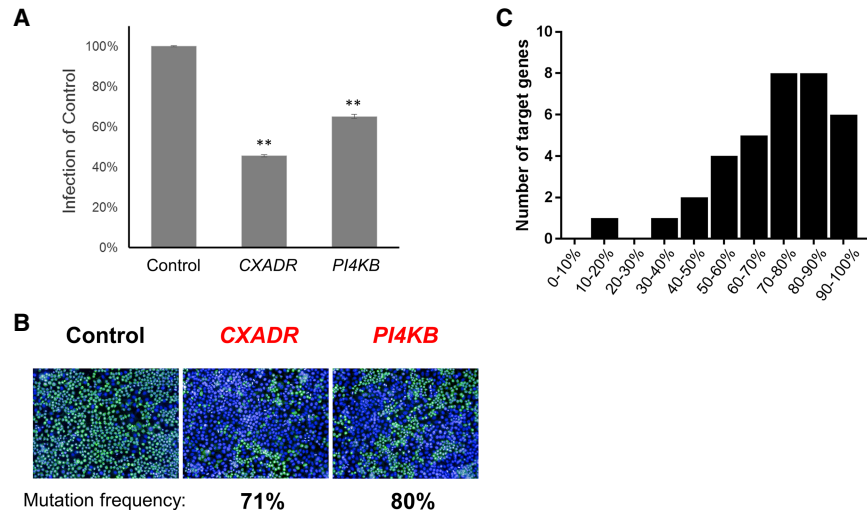 A
Infection of Control
100%
80%
60%
40%
20%
0%
**
**
Control CXADR PI4KB
B
Control CXADR PI4KB
Mutation frequency: 71% 80%
C
Number of target genes
10
8
6
4
2
0
0-10% 10-20% 20-30% 30-40% 40-50% 50-60% 60-70% 70-80% 80-90% 90-100%